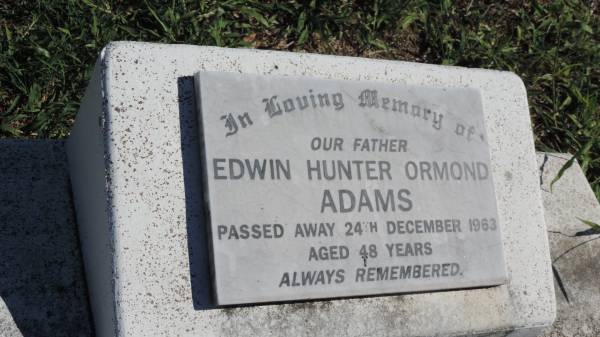 In Loving Memory of
OUR FATHER
EDWIN HUNTER ORMOND
ADAMS
PASSED AWAY 24TH DECEMBER 1963
AGED 48 YEARS
ALWAYS REMEMBERED.